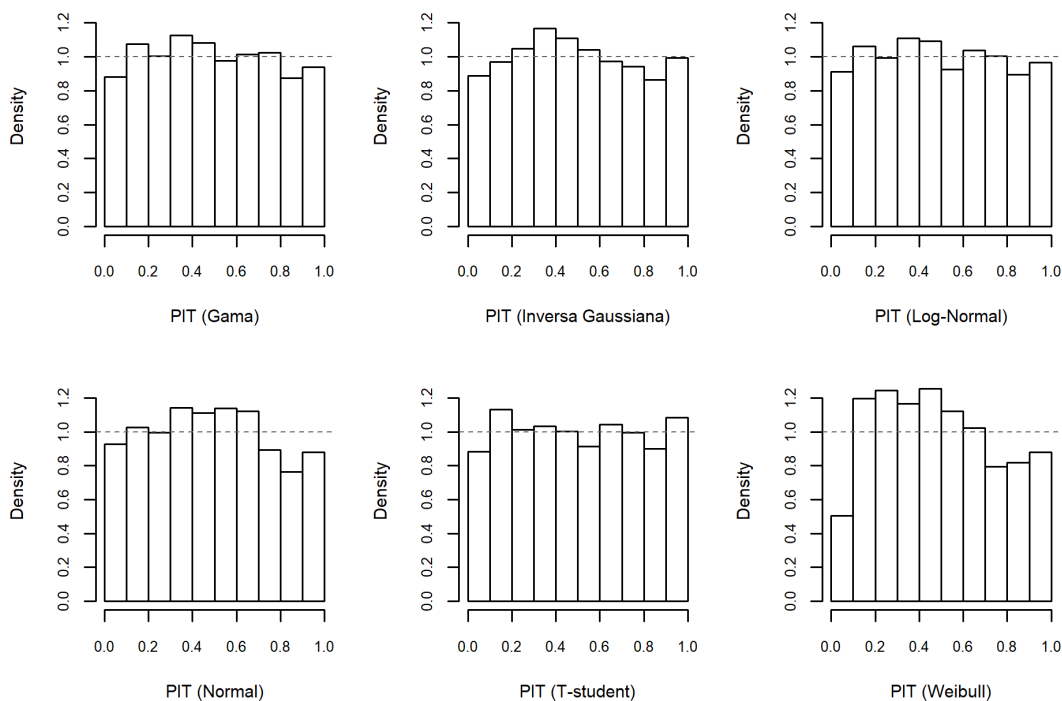 Density
0.0 0.2 0.4 0.6 0.8 1.0 1.2
0.0 0.2 0.4 0.6 0.8 1.0
PIT (Gama)
Density
0.0 0.2 0.4 0.6 0.8 1.0 1.2
0.0 0.2 0.4 0.6 0.8 1.0
PIT (Inversa Gaussiana)
Density
0.0 0.2 0.4 0.6 0.8 1.0 1.2
0.0 0.2 0.4 0.6 0.8 1.0
PIT (Log-Normal)
Density
0.0 0.2 0.4 0.6 0.8 1.0 1.2
0.0 0.2 0.4 0.6 0.8 1.0
PIT (Normal)
Density
0.0 0.2 0.4 0.6 0.8 1.0 1.2
0.0 0.2 0.4 0.6 0.8 1.0
PIT (T-student)
Density
0.0 0.2 0.4 0.6 0.8 1.0 1.2
0.0 0.2 0.4 0.6 0.8 1.0
PIT (Weibull)